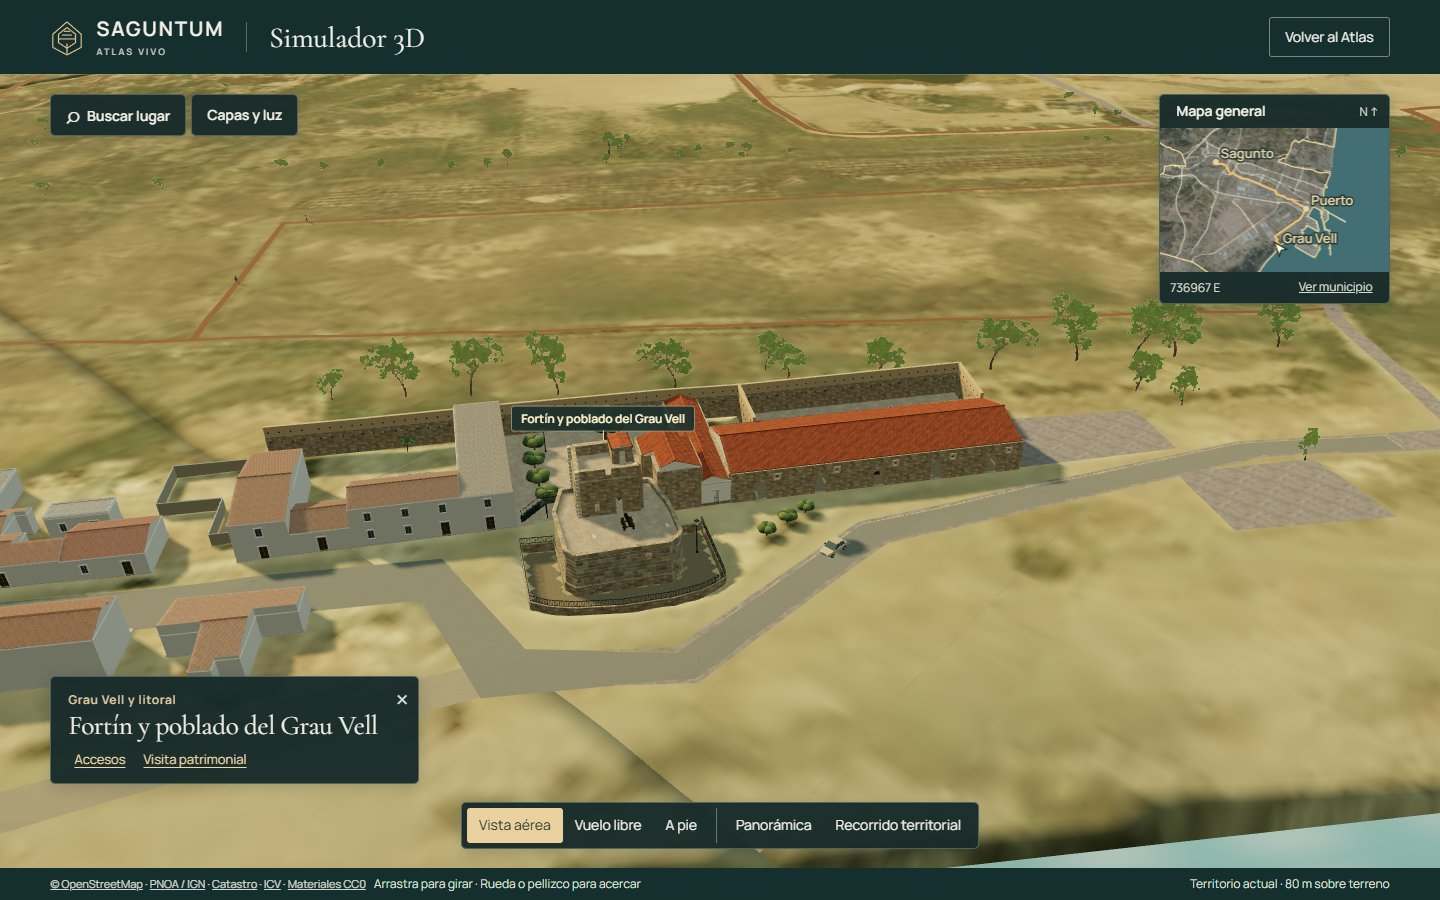 SAGUNTUM
ATLAS VIVO
Simulador 3D
Volver al Atlas
Buscar lugar
Capas y luz
Mapa general
N ↑
Sagunto
Puerto
Grau Vell
736967 E
Ver municipio
Fortín y poblado del Grau Vell
Grau Vell y litoral
Fortín y poblado del Grau Vell
Accesos
Visita patrimonial
Vista aérea
Vuelo libre
A pie
Panorámica
Recorrido territorial
© OpenStreetMap · PNOA / IGN · Catastro · ICV · Materiales CC0
Arrastra para girar · Rueda o pellizco para acercar
Territorio actual · 80 m sobre terreno